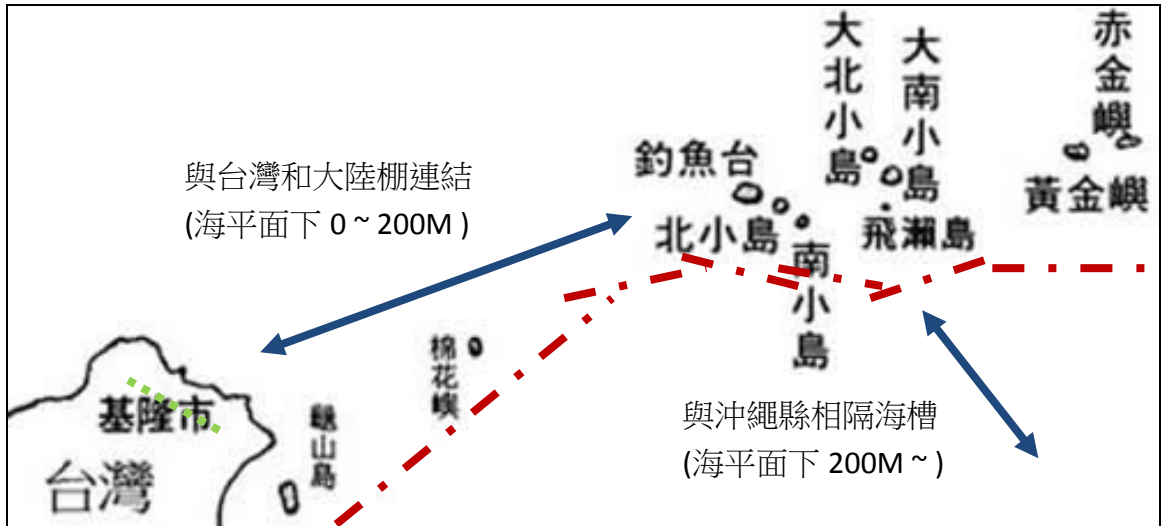 大北小島
大南小島
赤金嶼
釣魚台
與台灣和大陸棚連結
(海平面下 0 ~ 200M )
黃金嶼
北小島
飛瀨島
南小島
棉花嶼
基隆市
龜山島
與沖繩縣相隔海槽
(海平面下 200M ~ )
台灣